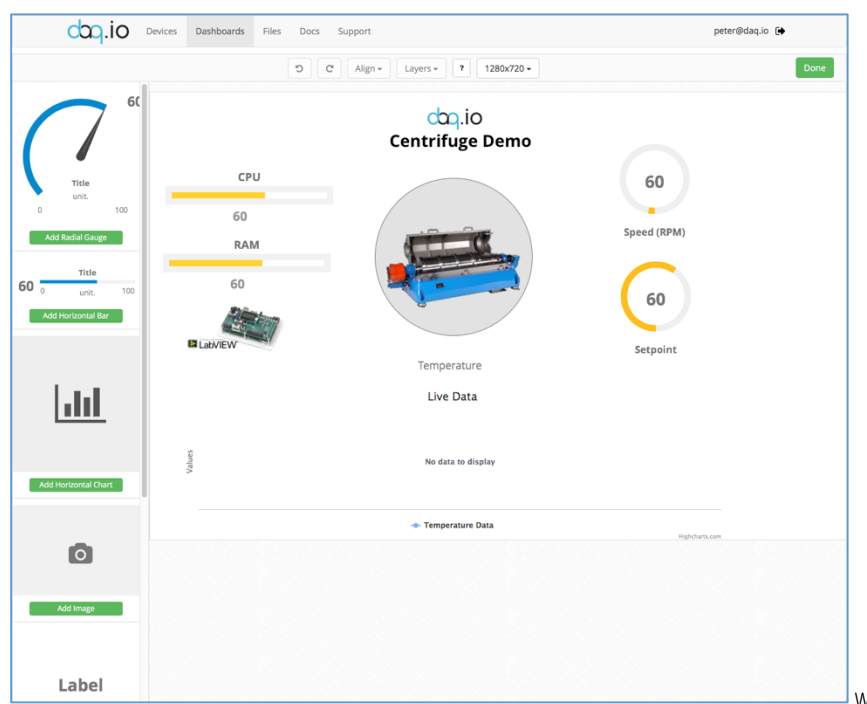 daq.io Devices Dashboards Files Docs Support peter@daq.io
Align Layers ? 1280x720 Done
60
Title
unit.
0 100
Add Radial Gauge
Title
60 0 unit. 100
Add Horizontal Bar
Add Horizontal Chart
Add Image
Label
daq.io
Centrifuge Demo
CPU
60
RAM
60
LabVIEW
60
Speed (RPM)
60
Setpoint
Temperature
Live Data
Values
No data to display
Temperature Data
Highcharts.com
W